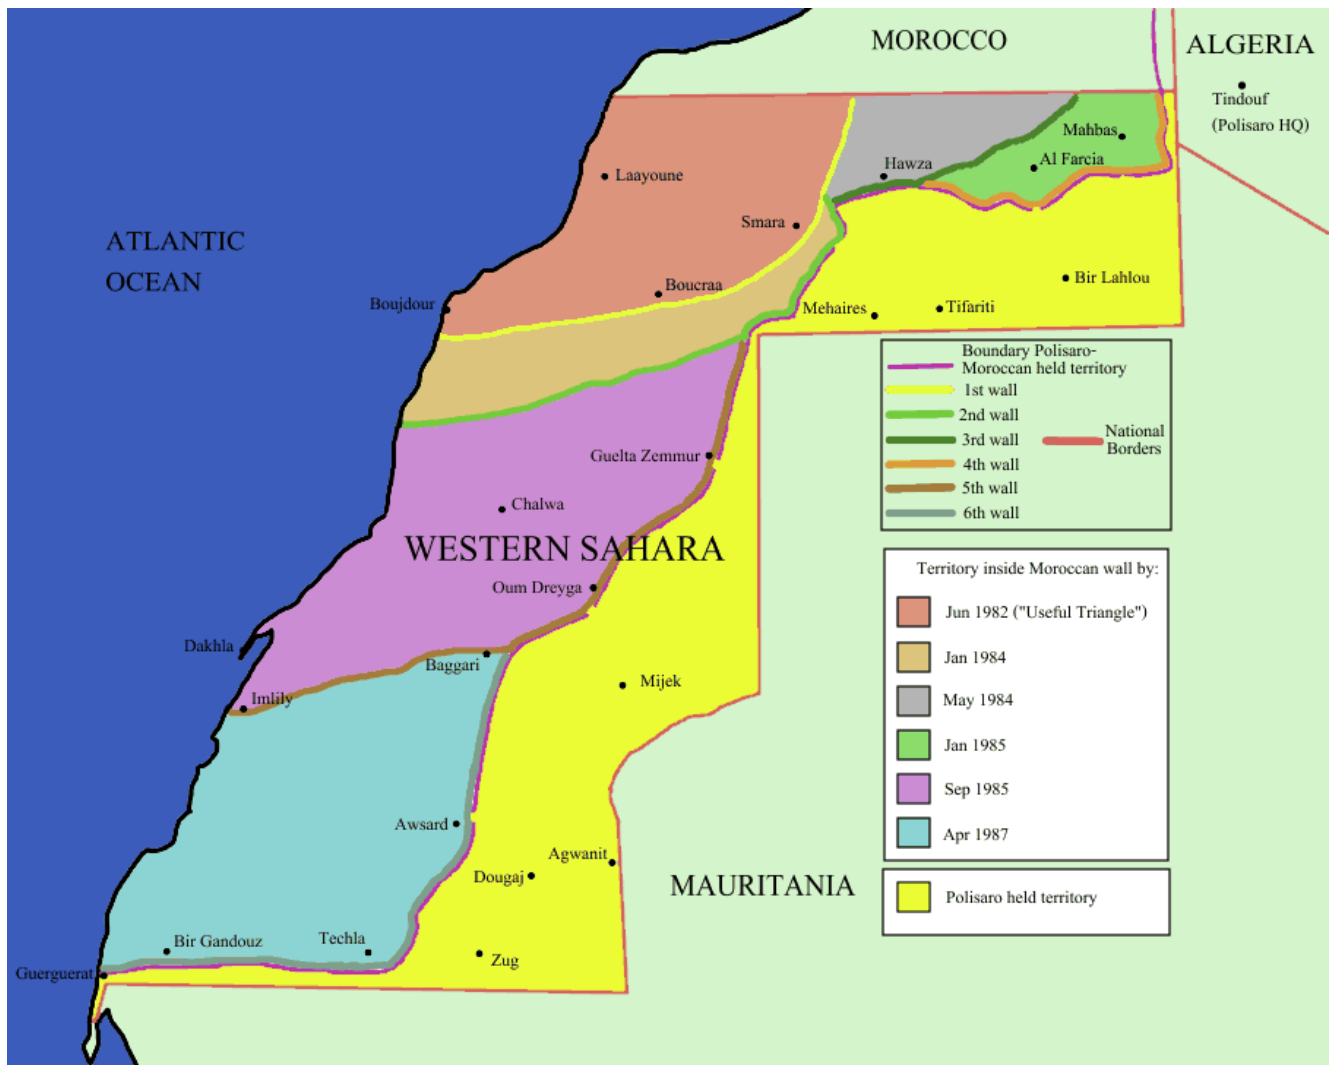 MOROCCO
ALGERIA
Tindouf
(Polisaro HQ)
Mahbas
Al Farcia
Hawza
Laayoune
Smara
ATLANTIC
OCEAN
Boucraa
Boujdour
Bir Lahlou
Mehaires
Tifariti
Boundary Polisaro-
Moroccan held territory
1st wall
2nd wall
3rd wall
4th wall
5th wall
6th wall
National
Borders
Guelta Zemmur
Chalwa
WESTERN SAHARA
Oum Dreyga
Dakhla
Baggari
Imlily
Mijek
Territory inside Moroccan wall by:
Jun 1982 ("Useful Triangle")
Jan 1984
May 1984
Jan 1985
Sep 1985
Apr 1987
Polisaro held territory
Awsard
Agwanit
Dougaj
MAURITANIA
Bir Gandouz
Techla
Zug
Guerguerat